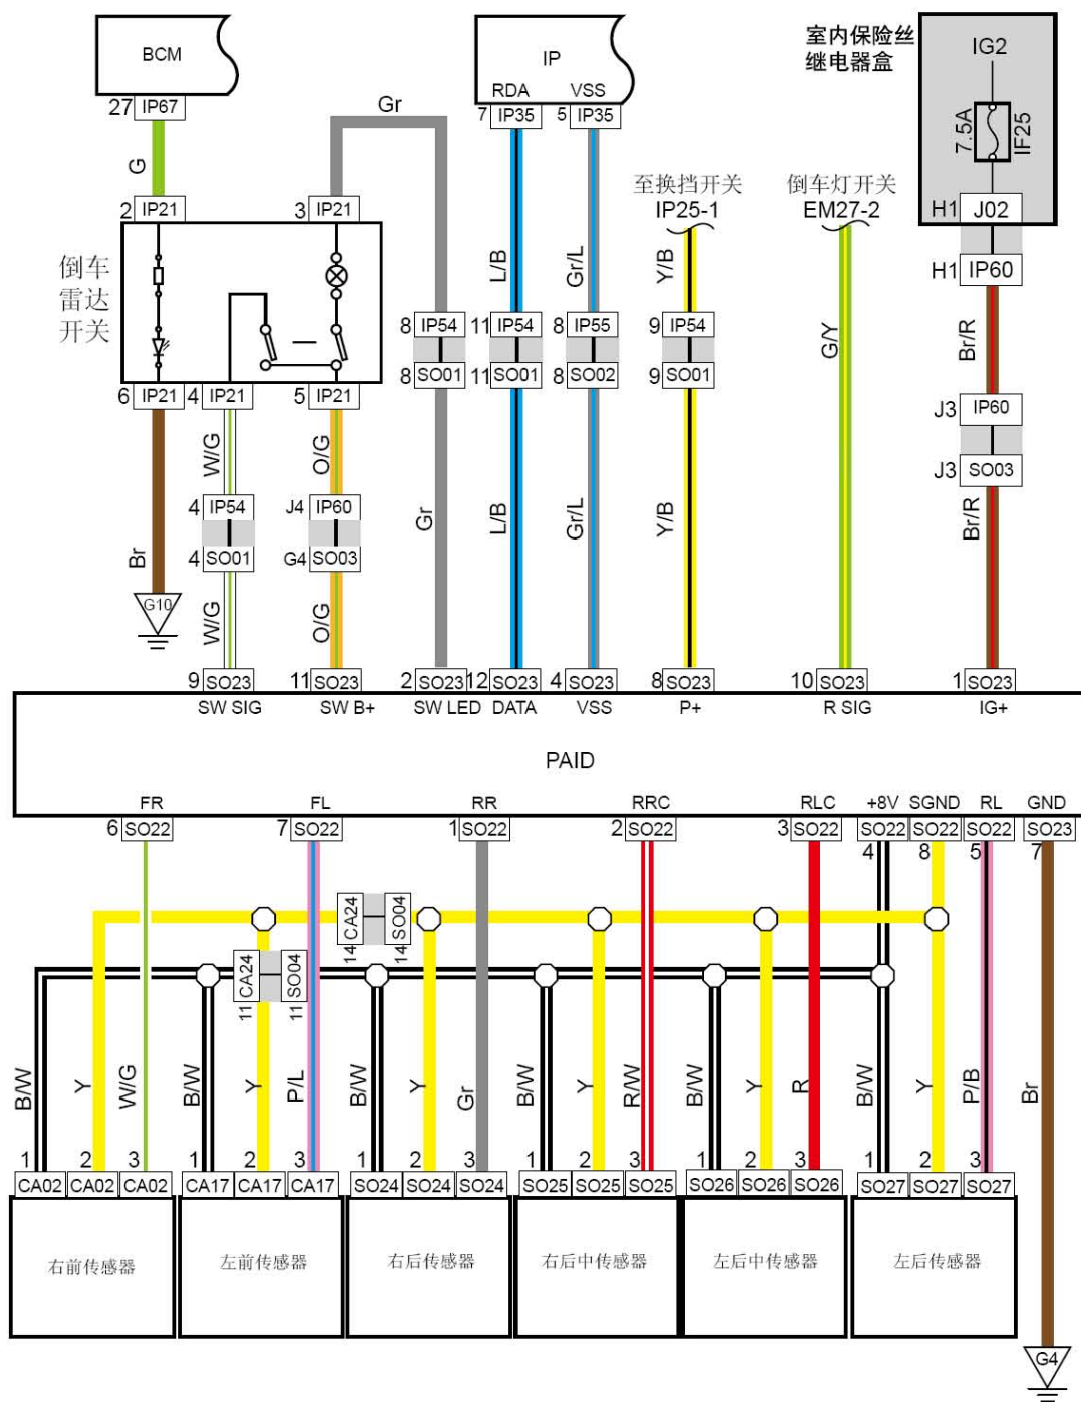 BCM
IP
RDA VSS
室内保险丝
继电器盒
IG2
7.5A
IF25
27 IP67
7 IP35
5 IP35
Gr
G
至换挡开关
IP25-1
倒车灯开关
EM27-2
H1 J02
H1 IP60
2 IP21
3 IP21
倒车
雷达
开关
L/B
Gr/L
Y/B
G/Y
Br/R
8 IP54
11 IP54
8 IP55
9 IP54
8 SO01
11 SO01
8 SO02
9 SO01
6 IP21
4 IP21
5 IP21
J3 IP60
J3 SO03
W/G
O/G
4 IP54
J4 IP60
4 SO01
G4 SO03
Br
Gr
L/B
Gr/L
Y/B
Br/R
G10
W/G
O/G
9 SO23
11 SO23
2 SO23
12 SO23
4 SO23
8 SO23
10 SO23
1 SO23
SW SIG
SW B+
SW LED
DATA
VSS
P+
R SIG
IG+
PAID
FR
FL
RR
RRC
RLC
+8V
SGND
RL
GND
6 SO22
7 SO22
1 SO22
2 SO22
3 SO22
SO22
SO22
SO22
SO23
4
8
5
7
14 CA24
14 SO04
11 CA24
11 SO04
B/W
Y
W/G
B/W
Y
P/L
B/W
Y
Gr
B/W
Y
R/W
B/W
Y
R
B/W
Y
P/B
Br
1 2 3
1 2 3
1 2 3
1 2 3
1 2 3
1 2 3
CA02 CA02 CA02
CA17 CA17 CA17
SO24 SO24 SO24
SO25 SO25 SO25
SO26 SO26 SO26
SO27 SO27 SO27
右前传感器
左前传感器
右后传感器
右后中传感器
左后中传感器
左后传感器
G4